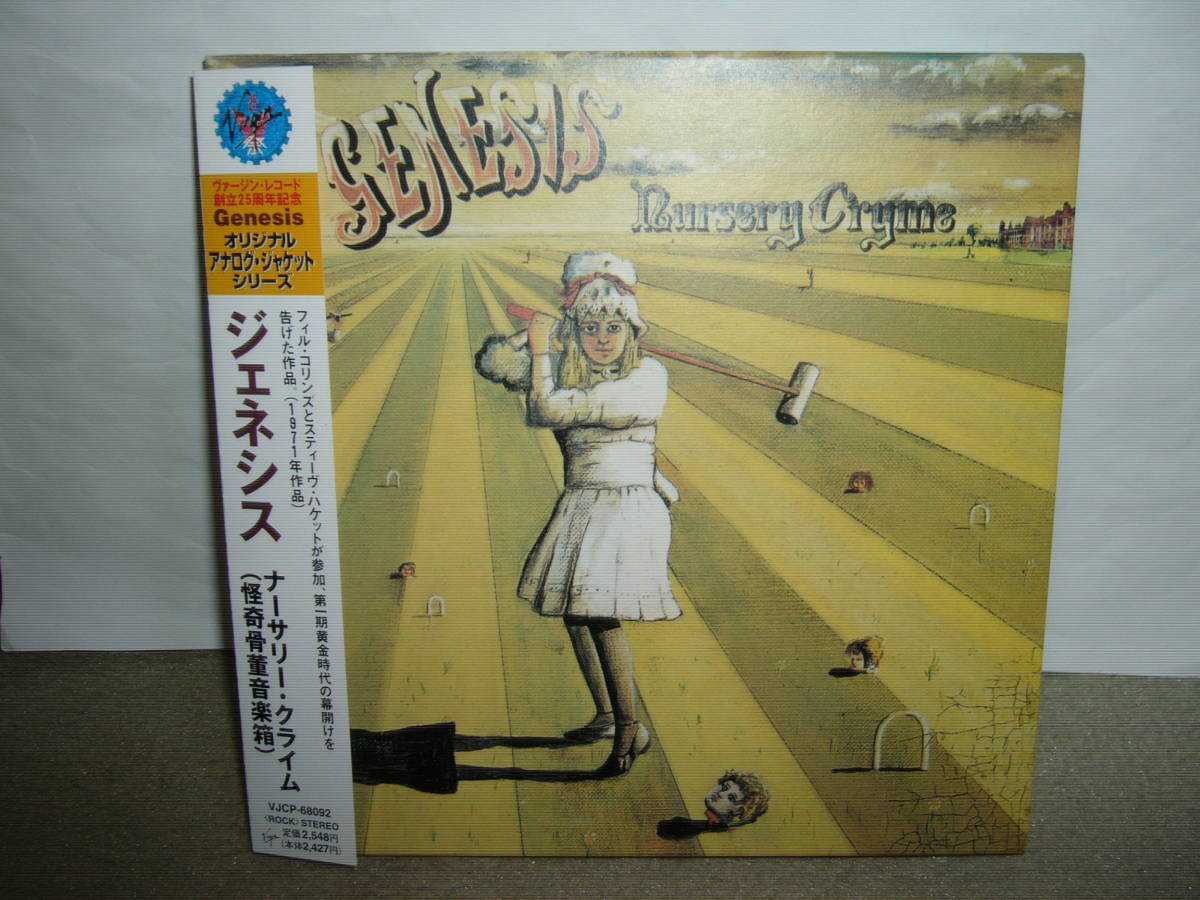 Virgin
ヴァージン・レコード
創立25周年記念
Genesis
オリジナル
アナログ・ジャケット
シリーズ
フィル・コリンズとスティーヴ・ハケットが参加、第一期黄金時代の幕開けを
告げた作品。(1971年作品)
ジェネシス
ナーサリー・クライム
(怪奇骨董音楽箱)
VJCP-68092
〈ROCK〉STEREO
Virgin 定価2,548円
(本体2,427円)
GENESIS
Nursery Cryme